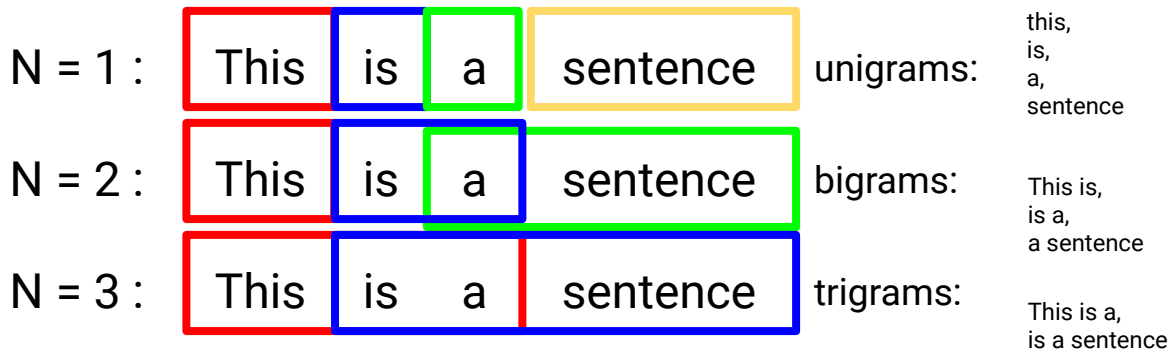 N = 1 : This is a sentence unigrams:
this,
is,
a,
sentence
N = 2 : This is a sentence bigrams:
This is,
is a,
a sentence
N = 3 : This is a sentence trigrams:
This is a,
is a sentence